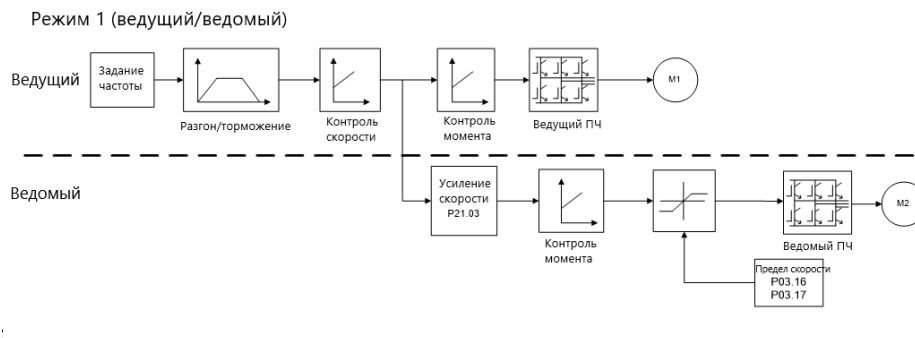 Режим 1 (ведущий/ведомый)
Ведущий
Задание
частоты
Разгон/торможение
Контроль
скорости
Контроль
момента
Ведущий ПЧ
M1
Ведомый
Усиление
скорости
P21.03
Контроль
момента
Ведомый ПЧ
M2
Предел скорости
P03.16
P03.17